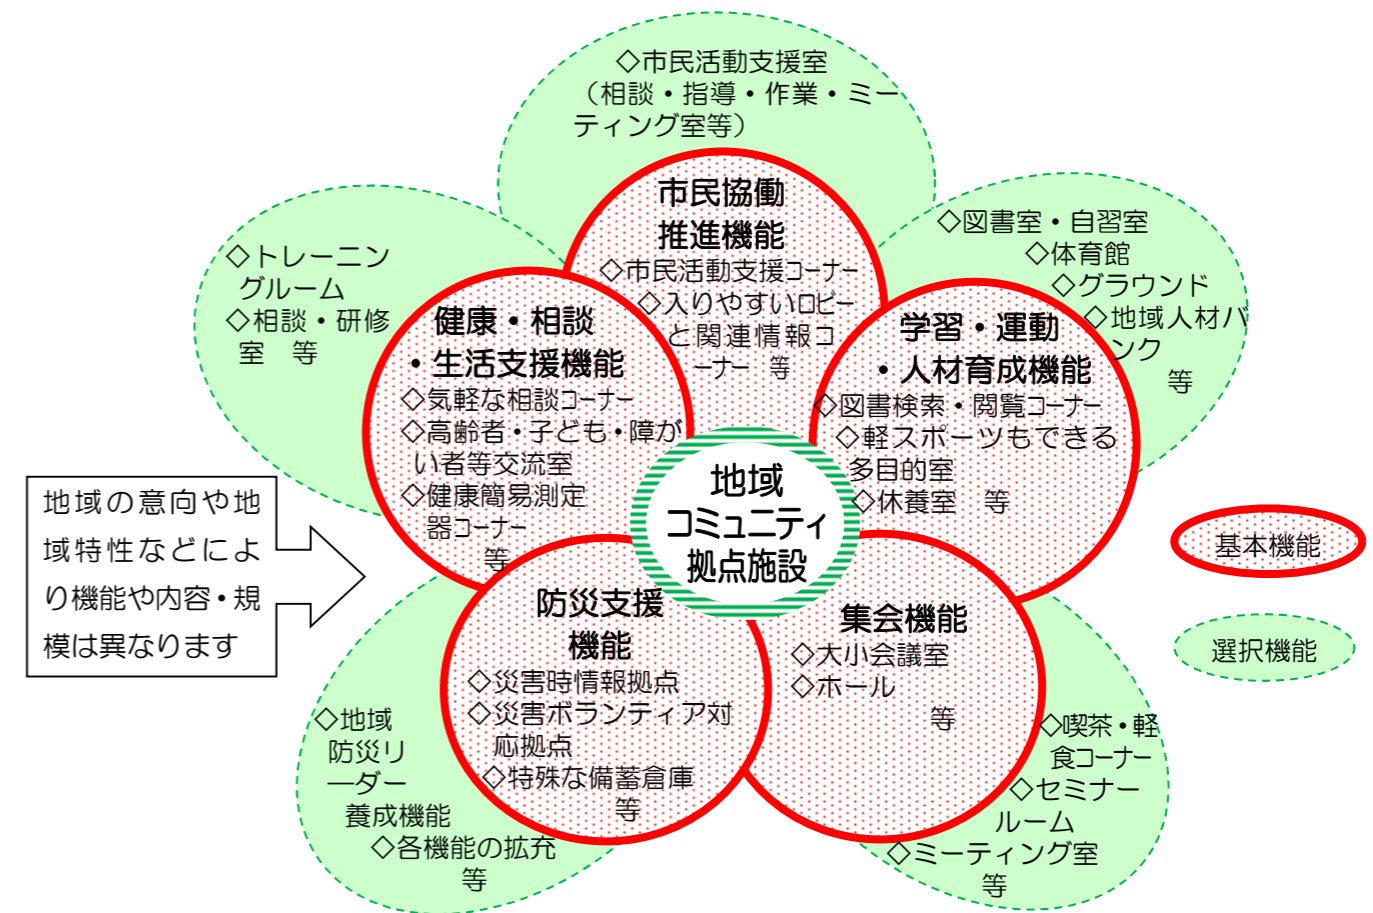 ◇市民活動支援室
（相談・指導・作業・ミー
ティング室等）
市民協働
推進機能
◇市民活動支援コーナー
◇入りやすいロビー
と関連情報コ
ーナー　等
◇トレーニン
グルーム
◇相談・研修
室　等
健康・相談
・生活支援機能
◇気軽な相談コーナー
◇高齢者・子ども・障が
い者等交流室
◇健康簡易測定
器コーナー
等
◇図書室・自習室
◇体育館
◇グラウンド
◇地域人材バ
ンク
等
学習・運動
・人材育成機能
◇図書検索・閲覧コーナー
◇軽スポーツもできる
多目的室
◇休養室　等
地域
コミュニティ
拠点施設
地域の意向や地
域特性などによ
り機能や内容・規
模は異なります
防災支援
機能
◇災害時情報拠点
◇災害ボランティア対
応拠点
◇特殊な備蓄倉庫
等
◇地域
防災リ
ーダー
養成機能
◇各機能の拡充
等
集会機能
◇大小会議室
◇ホール
等
◇喫茶・軽
食コーナー
◇セミナー
ルーム
◇ミーティング室
等
基本機能
選択機能